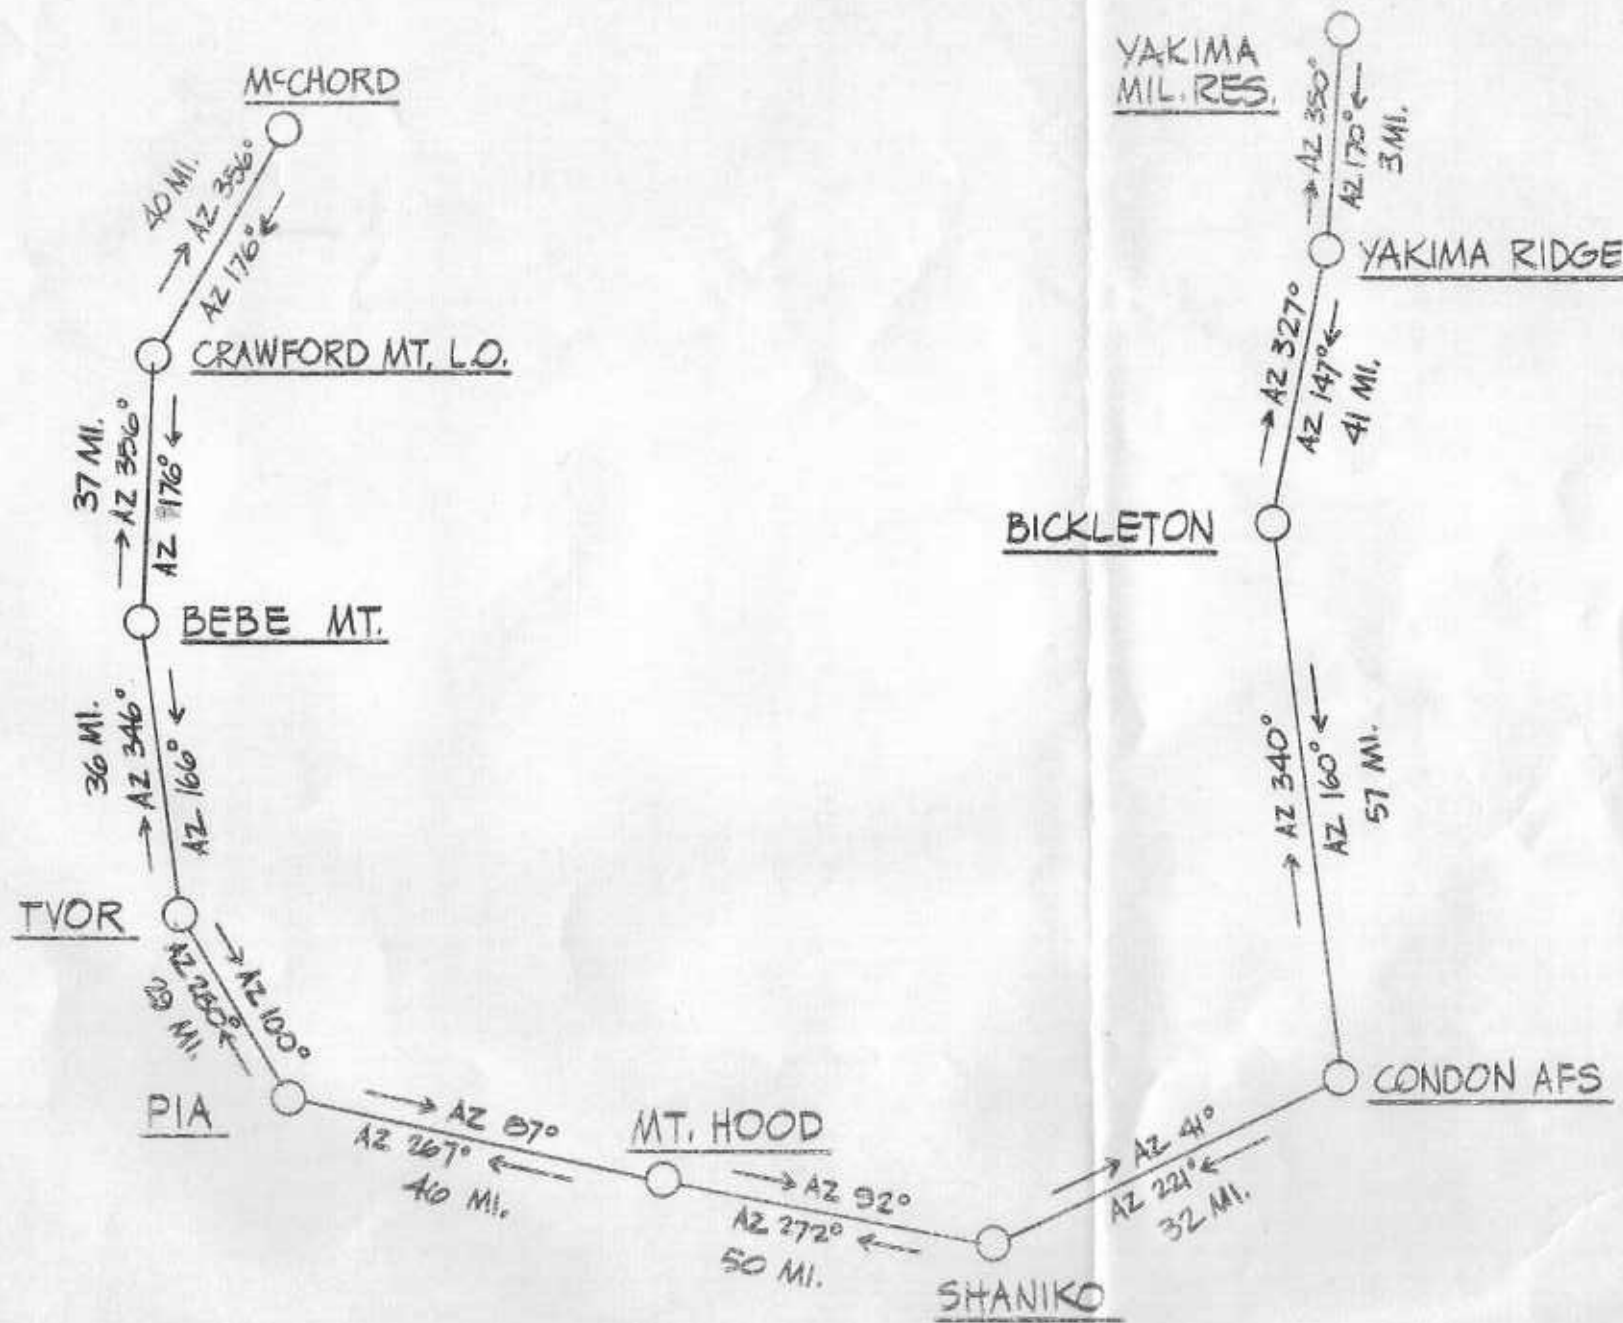 McCHORD
40 MI.
→ AZ 356°
AZ 176° ←
CRAWFORD MT. L.O.
37 MI.
→ AZ 356°
AZ 176° ←
BEBE MT.
36 MI.
→ AZ 346°
AZ 166° ←
TVOR
→ AZ 100°
AZ 280° ←
MI.
PIA
→ AZ 87°
AZ 267° ←
46 MI.
MT. HOOD
→ AZ 92°
AZ 272° ←
50 MI.
SHANIKO
→ AZ 41°
AZ 221° ←
32 MI.
CONDON AFS
→ AZ 340°
AZ 160° ←
57 MI.
BICKLETON
→ AZ 327°
AZ 147° ←
41 MI.
YAKIMA RIDGE
→ AZ 350°
AZ 170° ←
3 MI.
YAKIMA
MIL. RES.